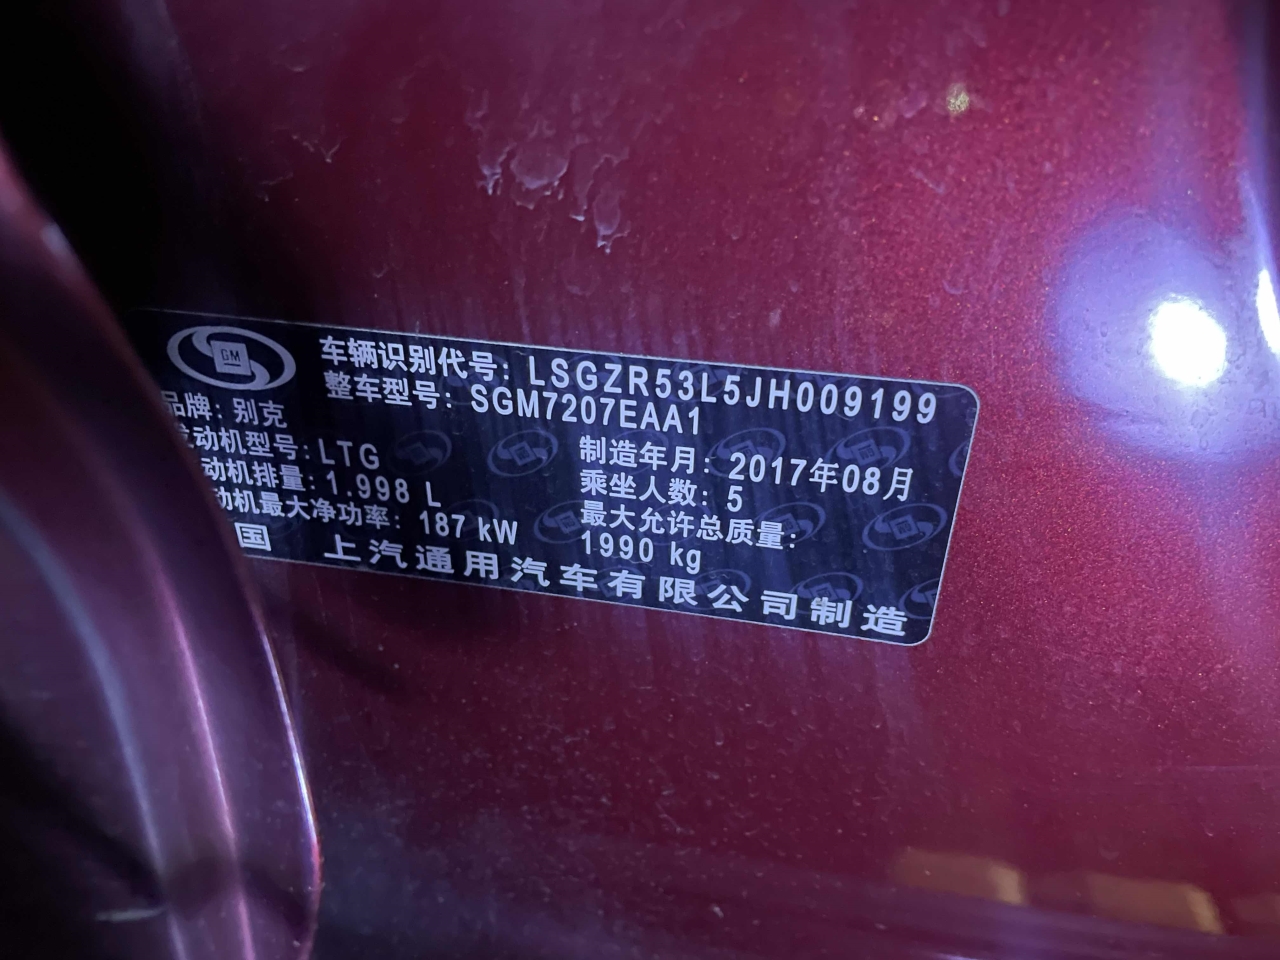 GM
车辆识别代号: LSGZR53L5JH009199
整车型号: SGM7207EAA1
品牌: 别克
发动机型号: LTG
制造年月: 2017年08月
动机排量: 1.998 L
乘坐人数: 5
动机最大净功率: 187 kW
最大允许总质量:
1990 kg
国 上汽通用汽车有限公司制造